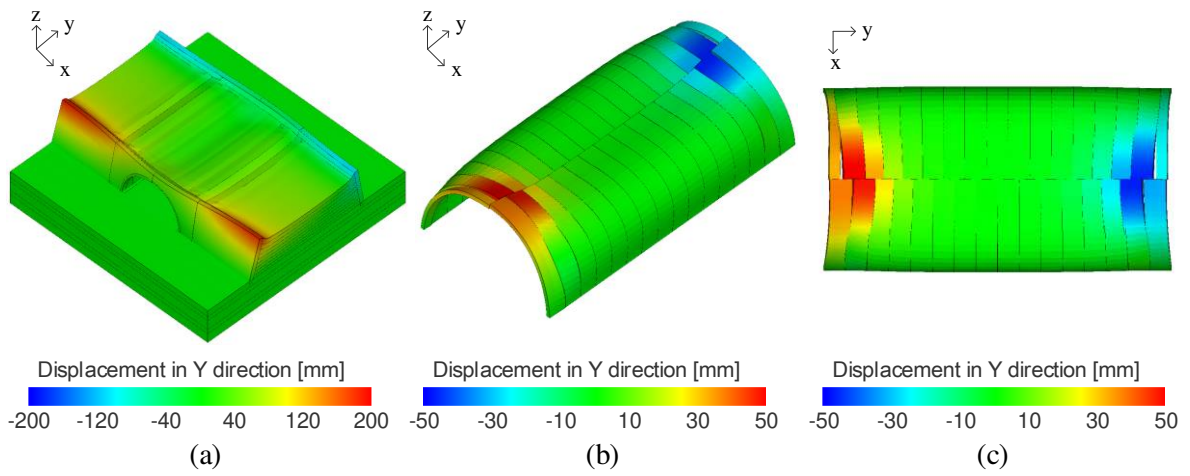 z
y
x
z
y
x
y
x
Displacement in Y direction [mm]
-200 -120 -40 40 120 200
(a)
Displacement in Y direction [mm]
-50 -30 -10 10 30 50
(b)
Displacement in Y direction [mm]
-50 -30 -10 10 30 50
(c)